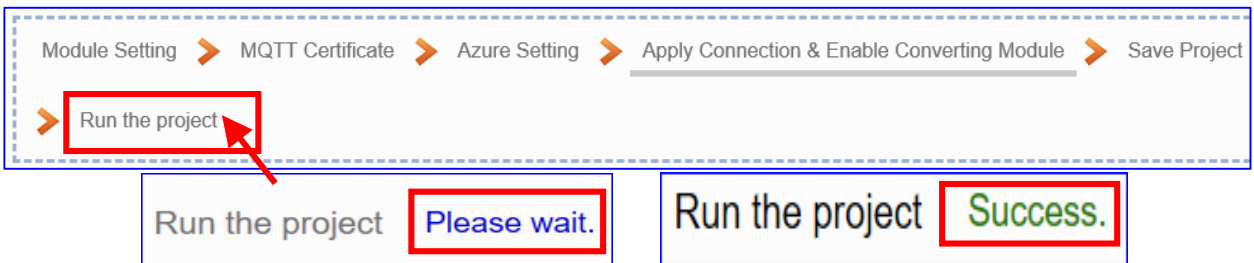 Module Setting MQTT Certificate Azure Setting Apply Connection & Enable Converting Module Save Project
Run the project
Run the project Please wait.
Run the project Success.